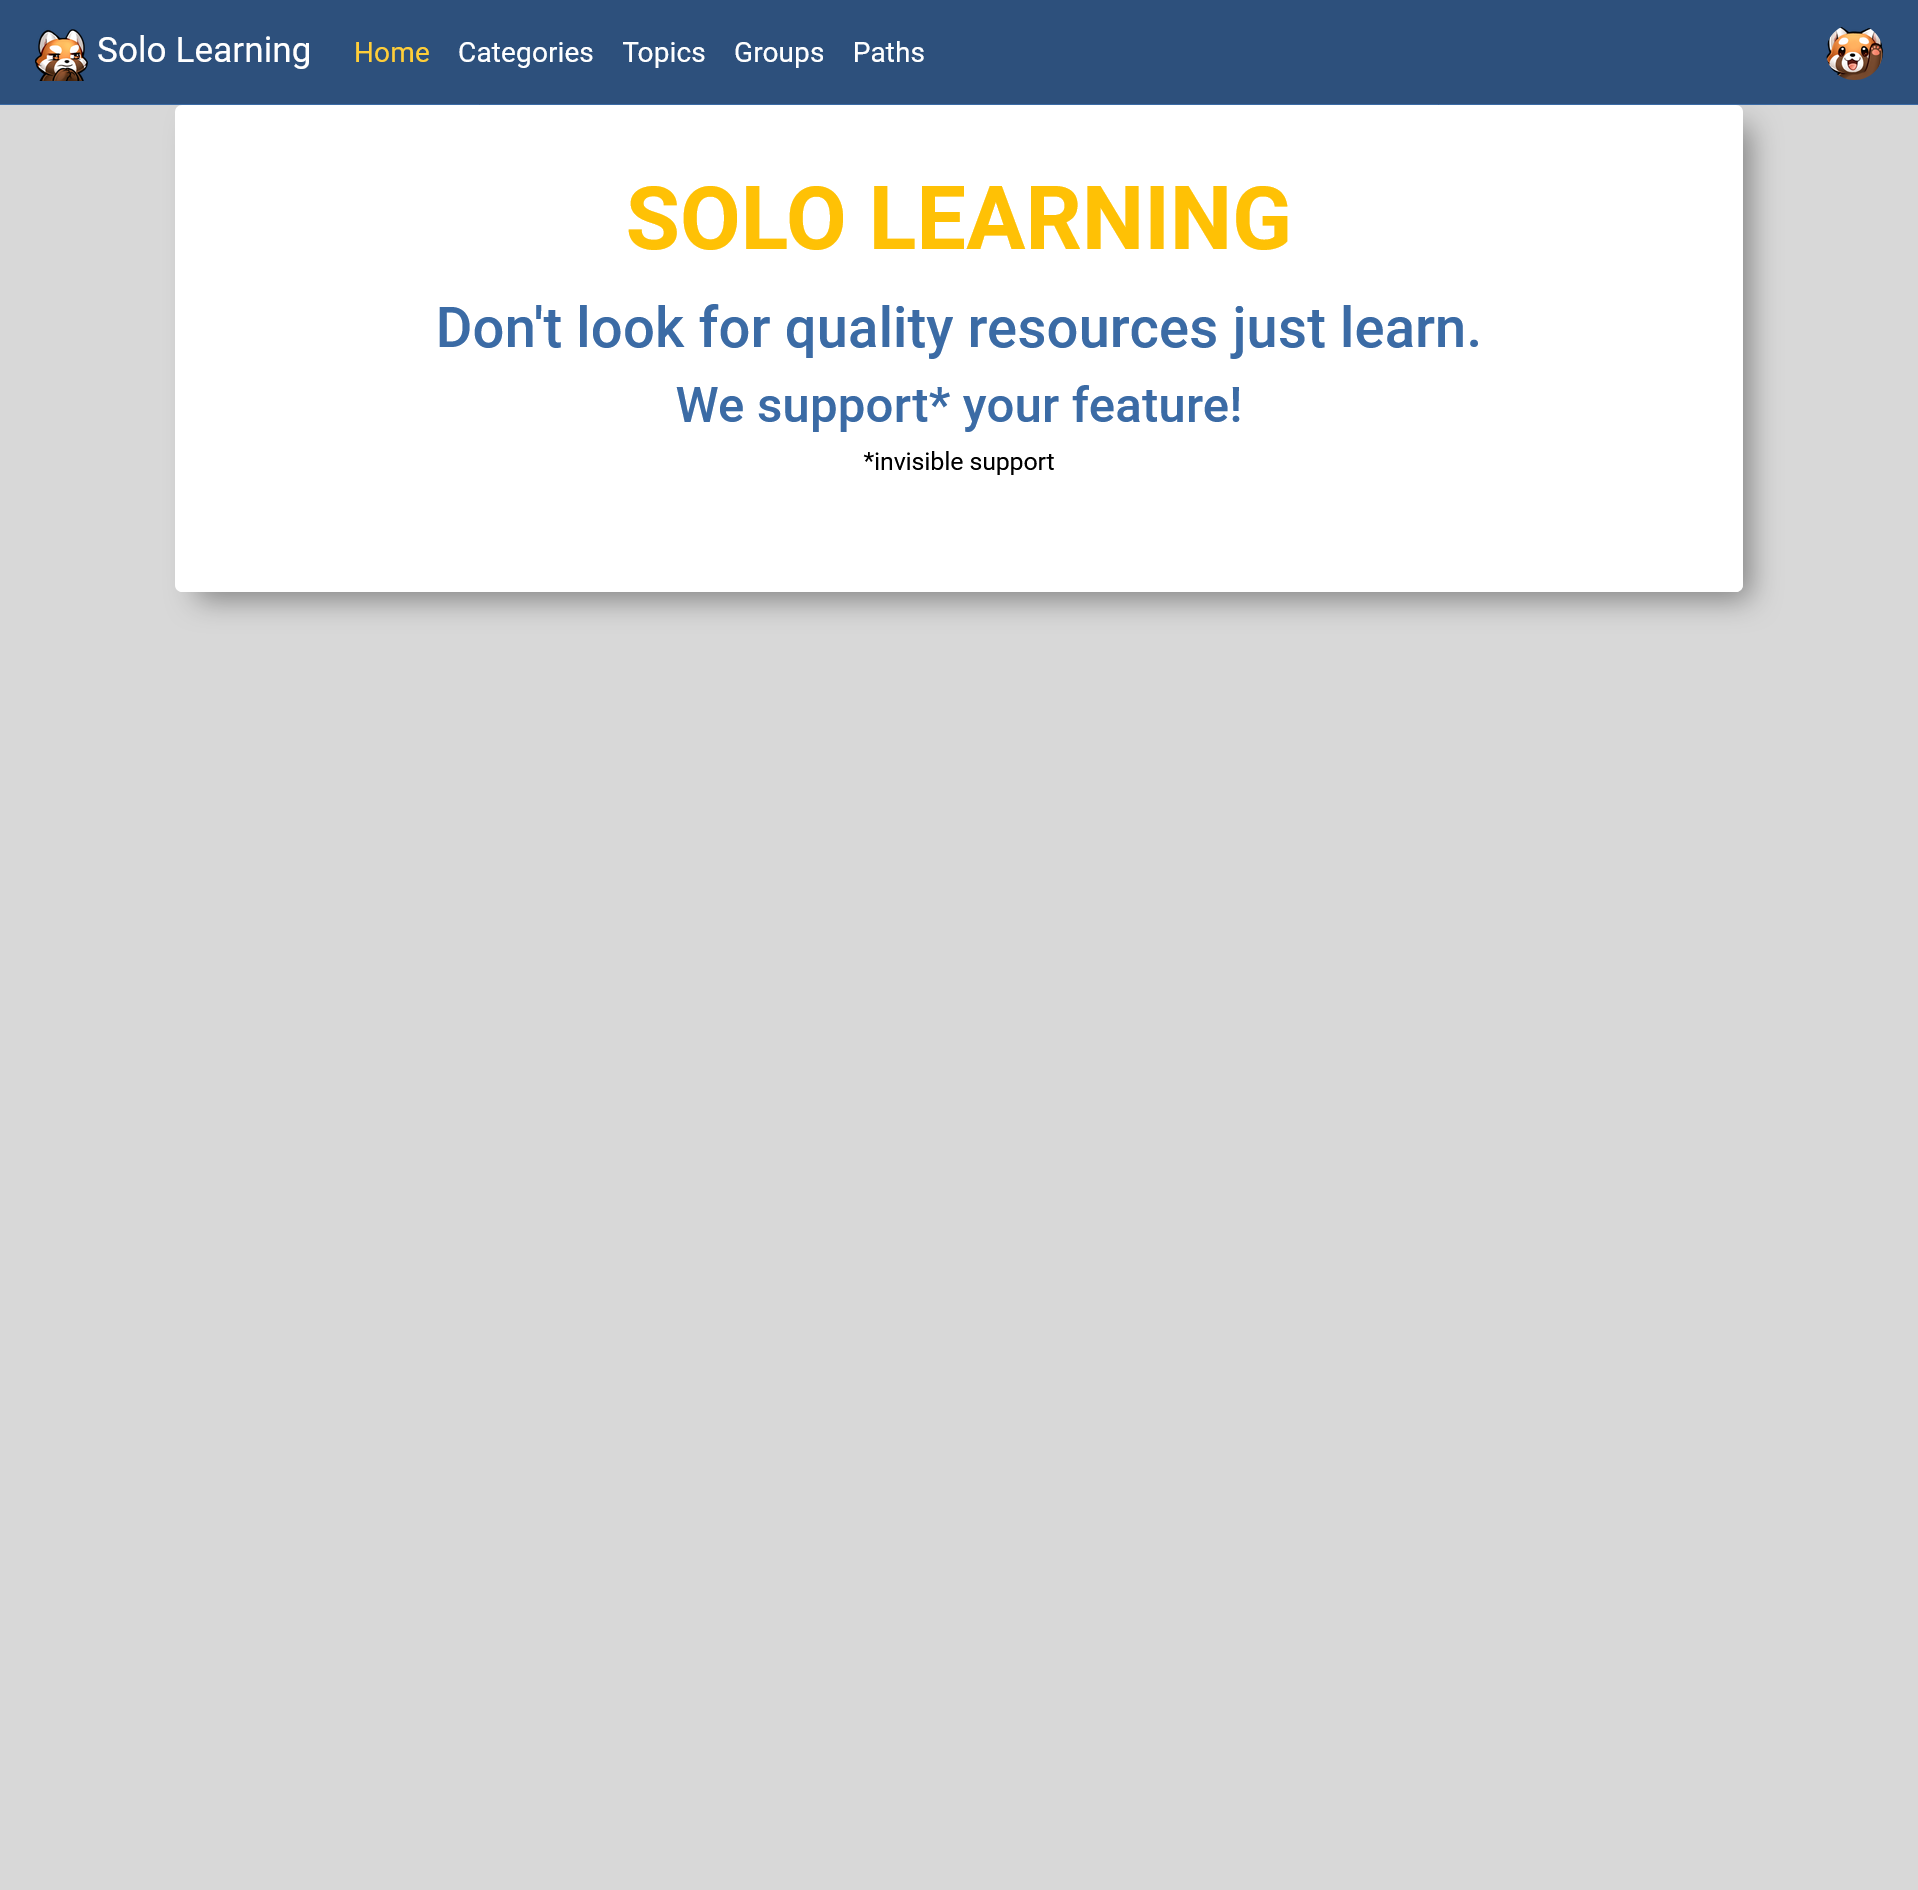 Solo Learning Home Categories Topics Groups Paths
SOLO LEARNING
Don't look for quality resources just learn.
We support* your feature!
*invisible support